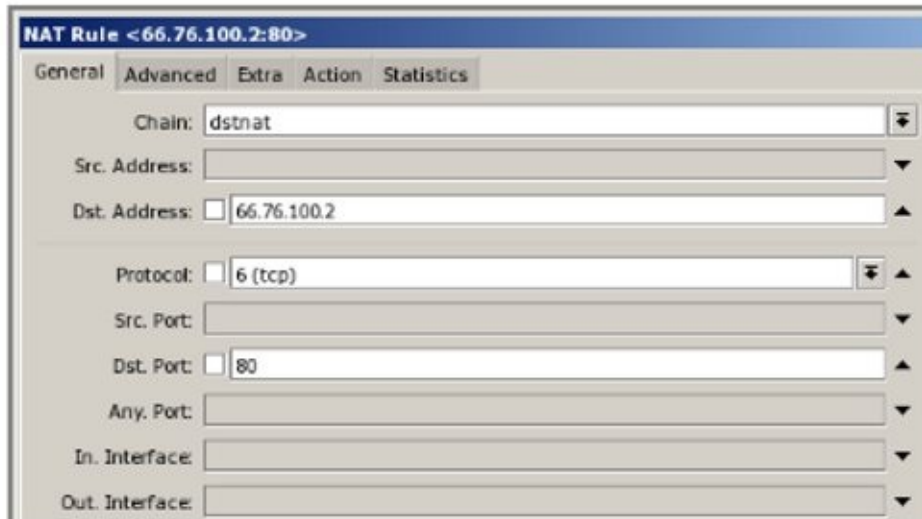 NAT Rule <66.76.100.2:80>
General Advanced Extra Action Statistics
Chain: dstnat
Src. Address:
Dst. Address: 66.76.100.2
Protocol: 6 (tcp)
Src. Port:
Dst. Port: 80
Any. Port:
In. Interface:
Out. Interface: